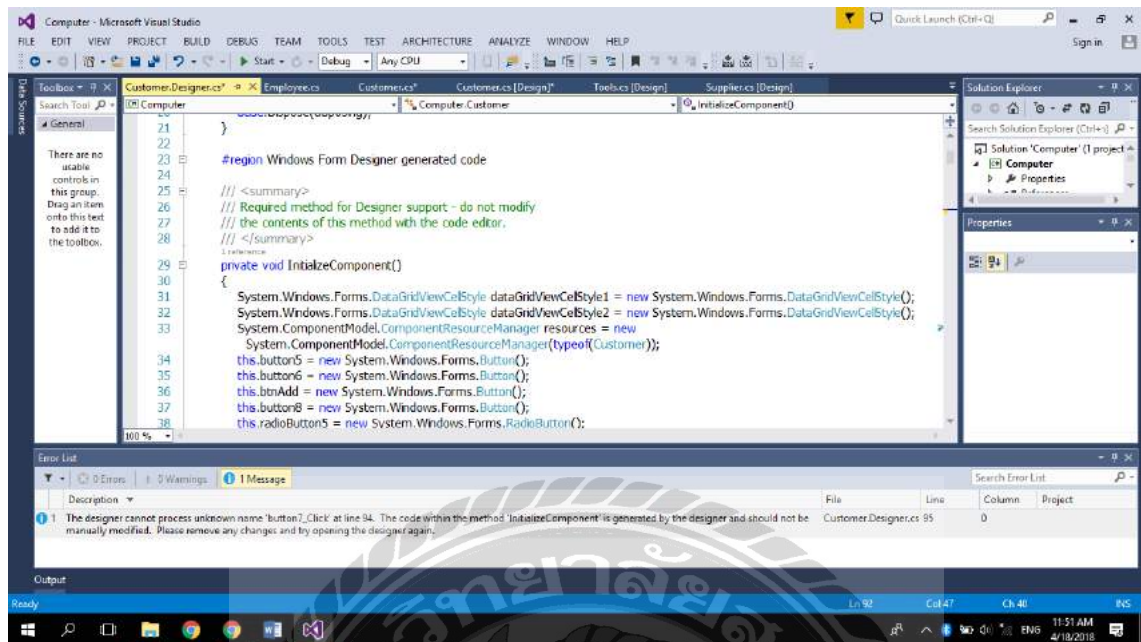 Computer - Microsoft Visual Studio
Quick Launch (Ctrl+Q)
FILE EDIT VIEW PROJECT BUILD DEBUG TEAM TOOLS TEST ARCHITECTURE ANALYZE WINDOW HELP
Sign in
Start Debug Any CPU
Data Sources
Toolbox
Search Tool
General
There are no
usable
controls in
this group.
Drag an item
onto this text
to add it to
the toolbox.
Customer.Designer.cs* Employee.cs Customer.cs* Customer.cs [Design]* Tools.cs [Design] Supplier.cs [Design]
Computer Computer.Customer InitializeComponent()
21 }
22
23 #region Windows Form Designer generated code
24
25 /// <summary>
26 /// Required method for Designer support - do not modify
27 /// the contents of this method with the code editor.
28 /// </summary>
1 reference
29 private void InitializeComponent()
30 {
31 System.Windows.Forms.DataGridViewCellStyle dataGridViewCellStyle1 = new System.Windows.Forms.DataGridViewCellStyle();
32 System.Windows.Forms.DataGridViewCellStyle dataGridViewCellStyle2 = new System.Windows.Forms.DataGridViewCellStyle();
33 System.ComponentModel.ComponentResourceManager resources = new
System.ComponentModel.ComponentResourceManager(typeof(Customer));
34 this.button5 = new System.Windows.Forms.Button();
35 this.button6 = new System.Windows.Forms.Button();
36 this.btnAdd = new System.Windows.Forms.Button();
37 this.button8 = new System.Windows.Forms.Button();
38 this.radioButton5 = new System.Windows.Forms.RadioButton();
100 %
Solution Explorer
Search Solution Explorer (Ctrl+;)
Solution 'Computer' (1 project
Computer
Properties
Properties
Error List
0 Errors 0 Warnings 1 Message
Search Error List
Description File Line Column Project
1 The designer cannot process unknown name 'button7_Click' at line 94. The code within the method 'InitializeComponent' is generated by the designer and should not be Customer.Designer.cs 95 0
manually modified. Please remove any changes and try opening the designer again.
Output
Ready Ln 92 Col 47 Ch 40 INS
ENG
11:51 AM
4/18/2018